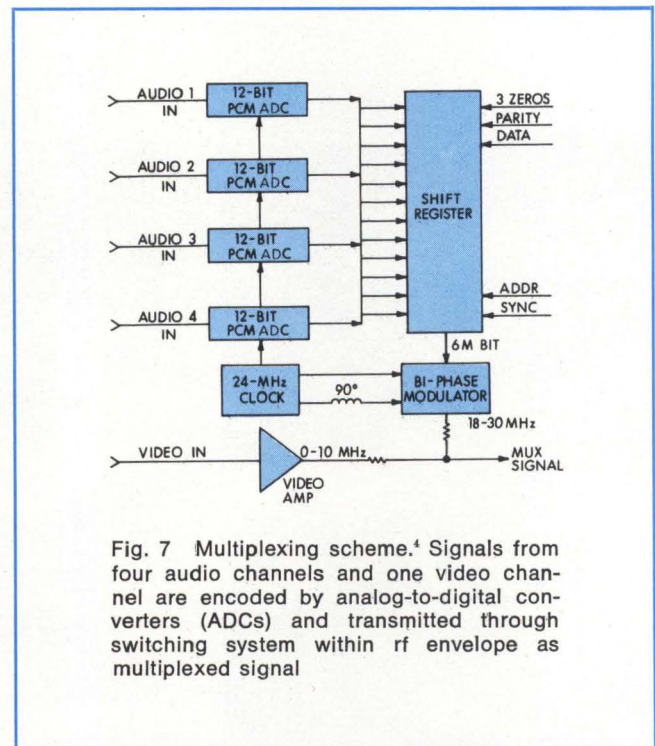 AUDIO 1
IN
12-BIT
PCM ADC
3 ZEROS
PARITY
DATA
AUDIO 2
IN
12-BIT
PCM ADC
SHIFT
REGISTER
AUDIO 3
IN
12-BIT
PCM ADC
AUDIO 4
IN
12-BIT
PCM ADC
ADDR
SYNC
6M BIT
24-MHz
CLOCK
90°
BI-PHASE
MODULATOR
18-30 MHz
VIDEO IN
0-10 MHz
VIDEO
AMP
MUX
SIGNAL
Fig. 7 Multiplexing scheme.⁴ Signals from
four audio channels and one video chan-
nel are encoded by analog-to-digital con-
verters (ADCs) and transmitted through
switching system within rf envelope as
multiplexed signal